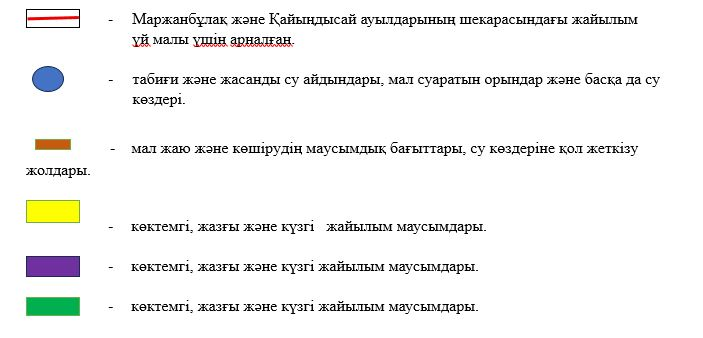 - Маржанбұлақ және Қайыңдысай ауылдарының шекарасындағы жайылым
үй малы үшін арналған.
- табиғи және жасанды су айдындары, мал суаратын орындар және басқа да су
көздері.
- мал жаю және көшірудің маусымдық бағыттары, су көздеріне қол жеткізу
жолдары.
- көктемгі, жазғы және күзгі жайылым маусымдары.
- көктемгі, жазғы және күзгі жайылым маусымдары.
- көктемгі, жазғы және күзгі жайылым маусымдары.